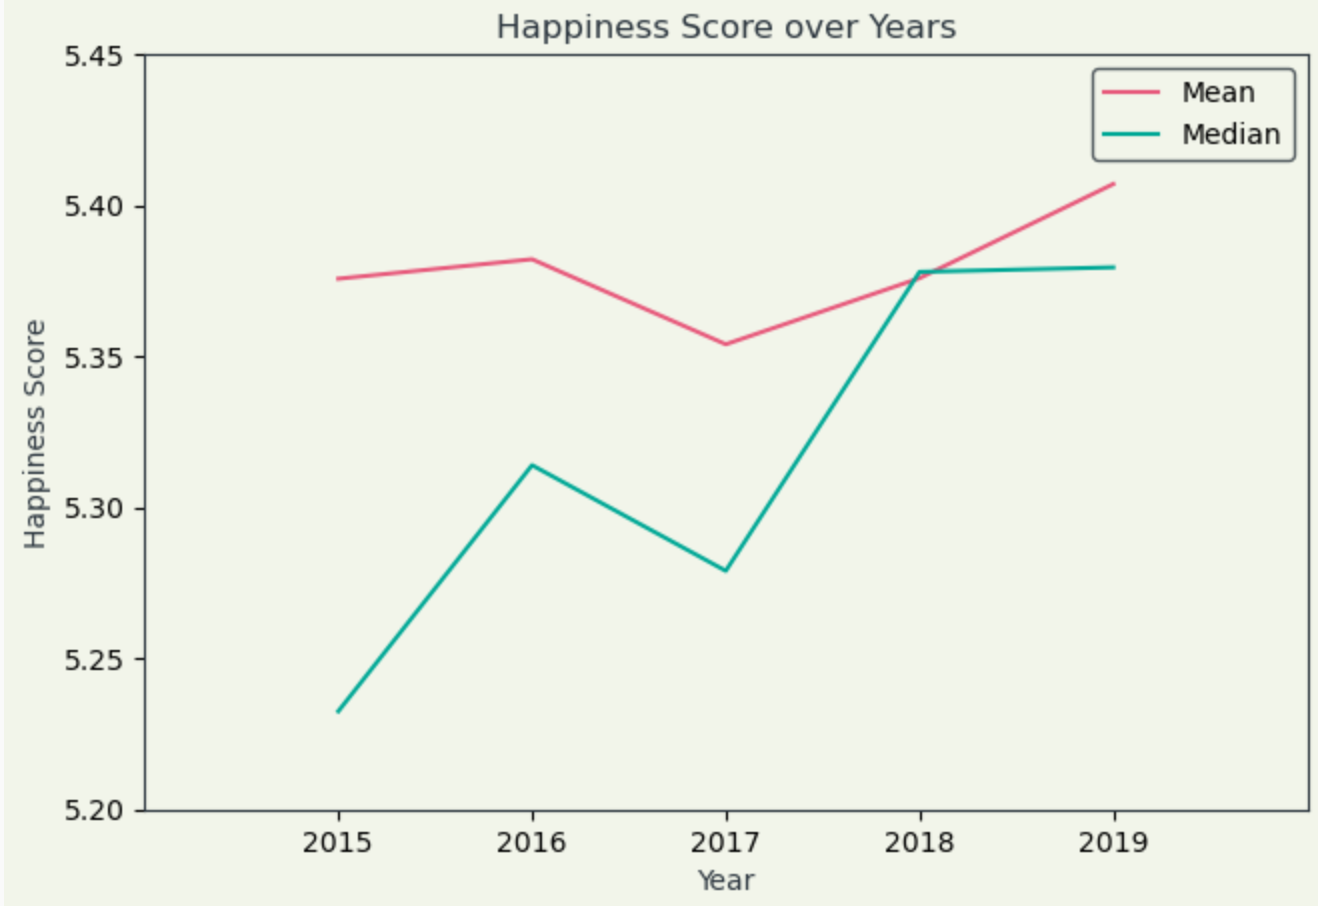 Happiness Score over Years
Mean
Median
Happiness Score
5.45
5.40
5.35
5.30
5.25
5.20
2015 2016 2017 2018 2019
Year